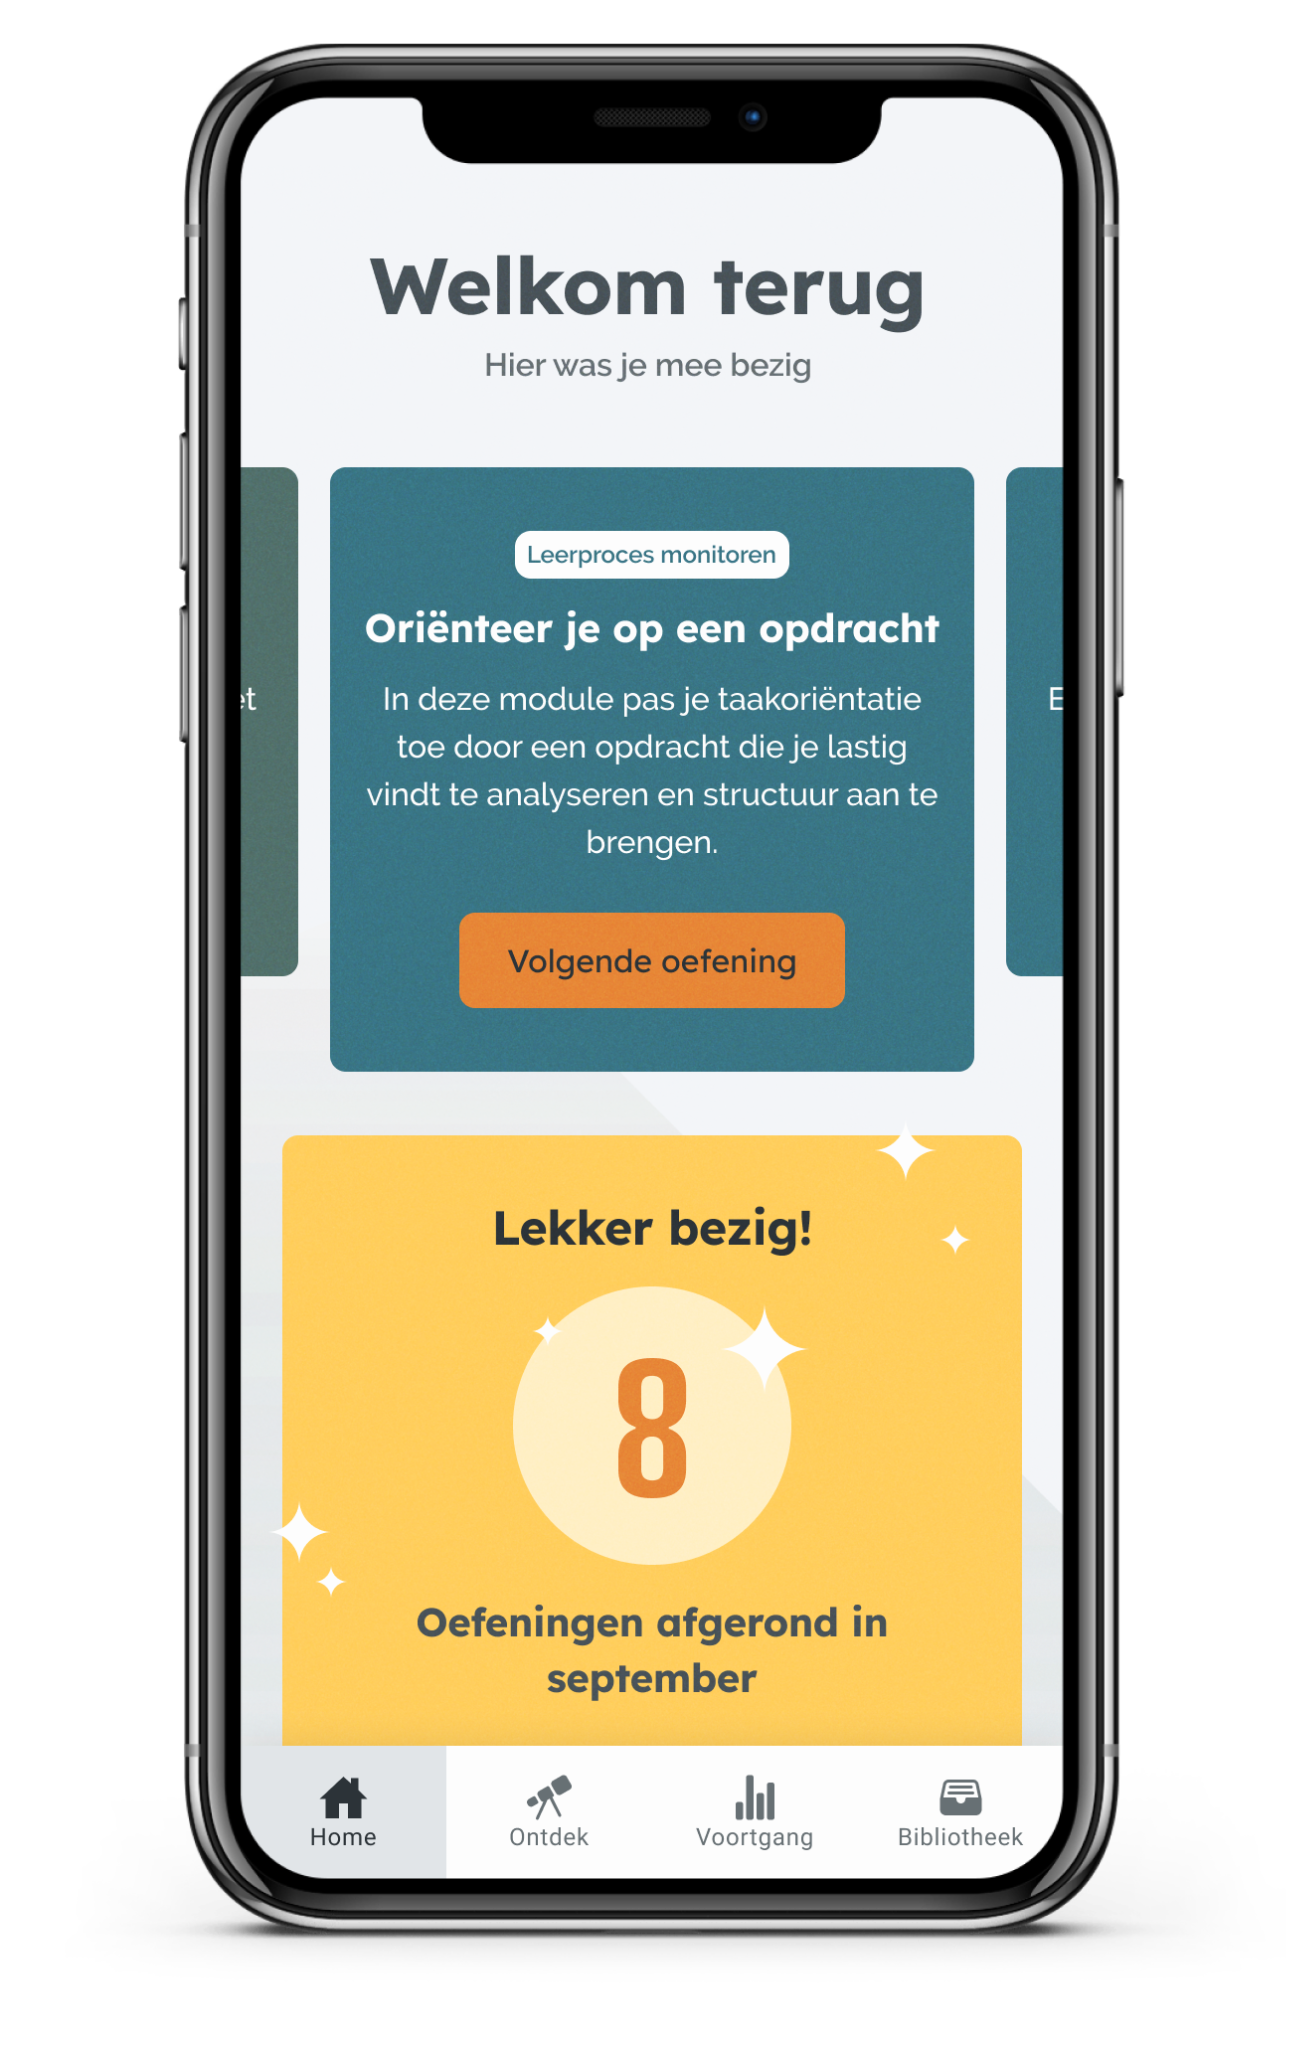 Welkom terug
Hier was je mee bezig
Leerproces monitoren
Oriënteer je op een opdracht
In deze module pas je taakoriëntatie
toe door een opdracht die je lastig
vindt te analyseren en structuur aan te
brengen.
Volgende oefening
Lekker bezig!
8
Oefeningen afgerond in
september
Home
Ontdek
Voortgang
Bibliotheek